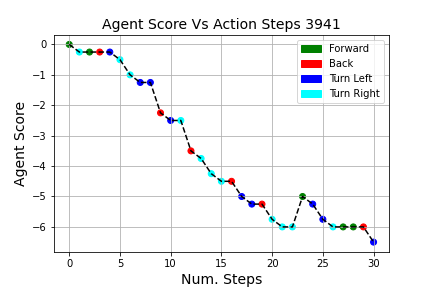 Agent Score Vs Action Steps 3941
Agent Score
0
−1
−2
−3
−4
−5
−6
Forward
Back
Turn Left
Turn Right
0 5 10 15 20 25 30
Num. Steps